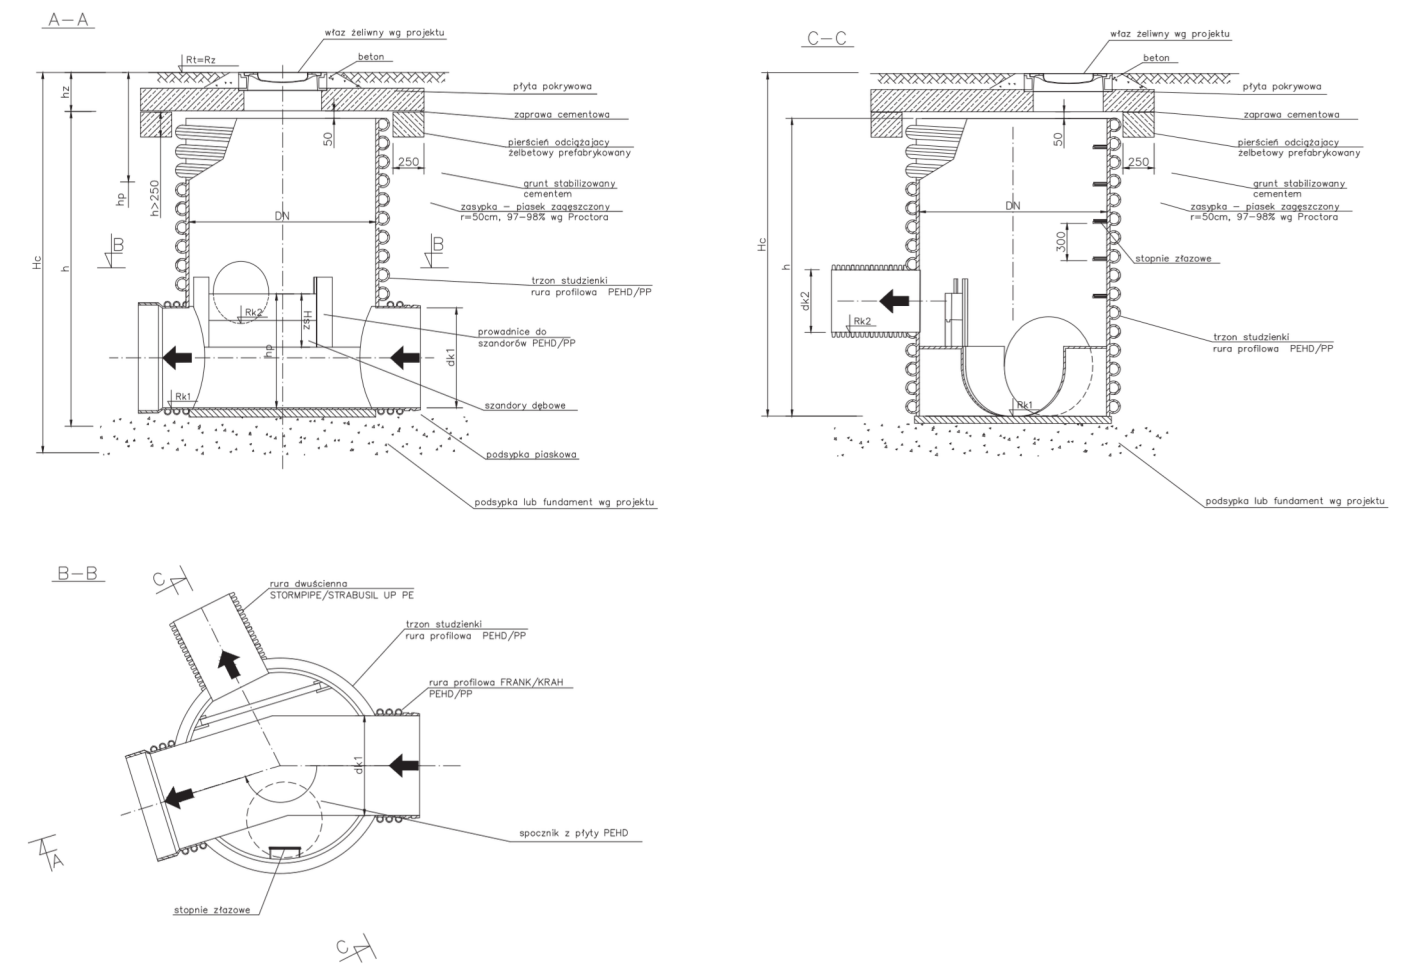 A-A
właz żeliwny wg projektu
Rt=Rz
beton
płyta pokrywowa
zaprawa cementowa
pierścień odciążajacy
żelbetowy prefabrykowany
grunt stabilizowany
cementem
zasypka – piasek zagęszczony
r=50cm, 97-98% wg Proctora
hz
hp
h>250
50
250
DN
B
B
Hc
h
trzon studzienki
rura profilowa PEHD/PP
Rk2
Hsz
hp
dk1
prowadnice do
szandorów PEHD/PP
Rk1
szandory dębowe
podsypka piaskowa
podsypka lub fundament wg projektu
C-C
właz żeliwny wg projektu
beton
płyta pokrywowa
zaprawa cementowa
pierścień odciążajacy
żelbetowy prefabrykowany
grunt stabilizowany
cementem
zasypka – piasek zagęszczony
r=50cm, 97-98% wg Proctora
50
250
DN
Hc
h
300
stopnie złazowe
dk2
Rk2
trzon studzienki
rura profilowa PEHD/PP
Rk1
podsypka lub fundament wg projektu
B-B
C
rura dwuścienna
STORMPIPE/STRABUSIL UP PE
trzon studzienki
rura profilowa PEHD/PP
rura profilowa FRANK/KRAH
PEHD/PP
dk1
spocznik z płyty PEHD
A
stopnie złazowe
C